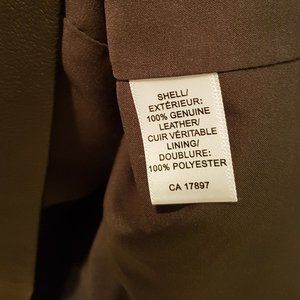 SHELL/
EXTÉRIEUR:
100% GENUINE
LEATHER/
CUIR VÉRITABLE
LINING/
DOUBLURE:
100% POLYESTER
CA 17897